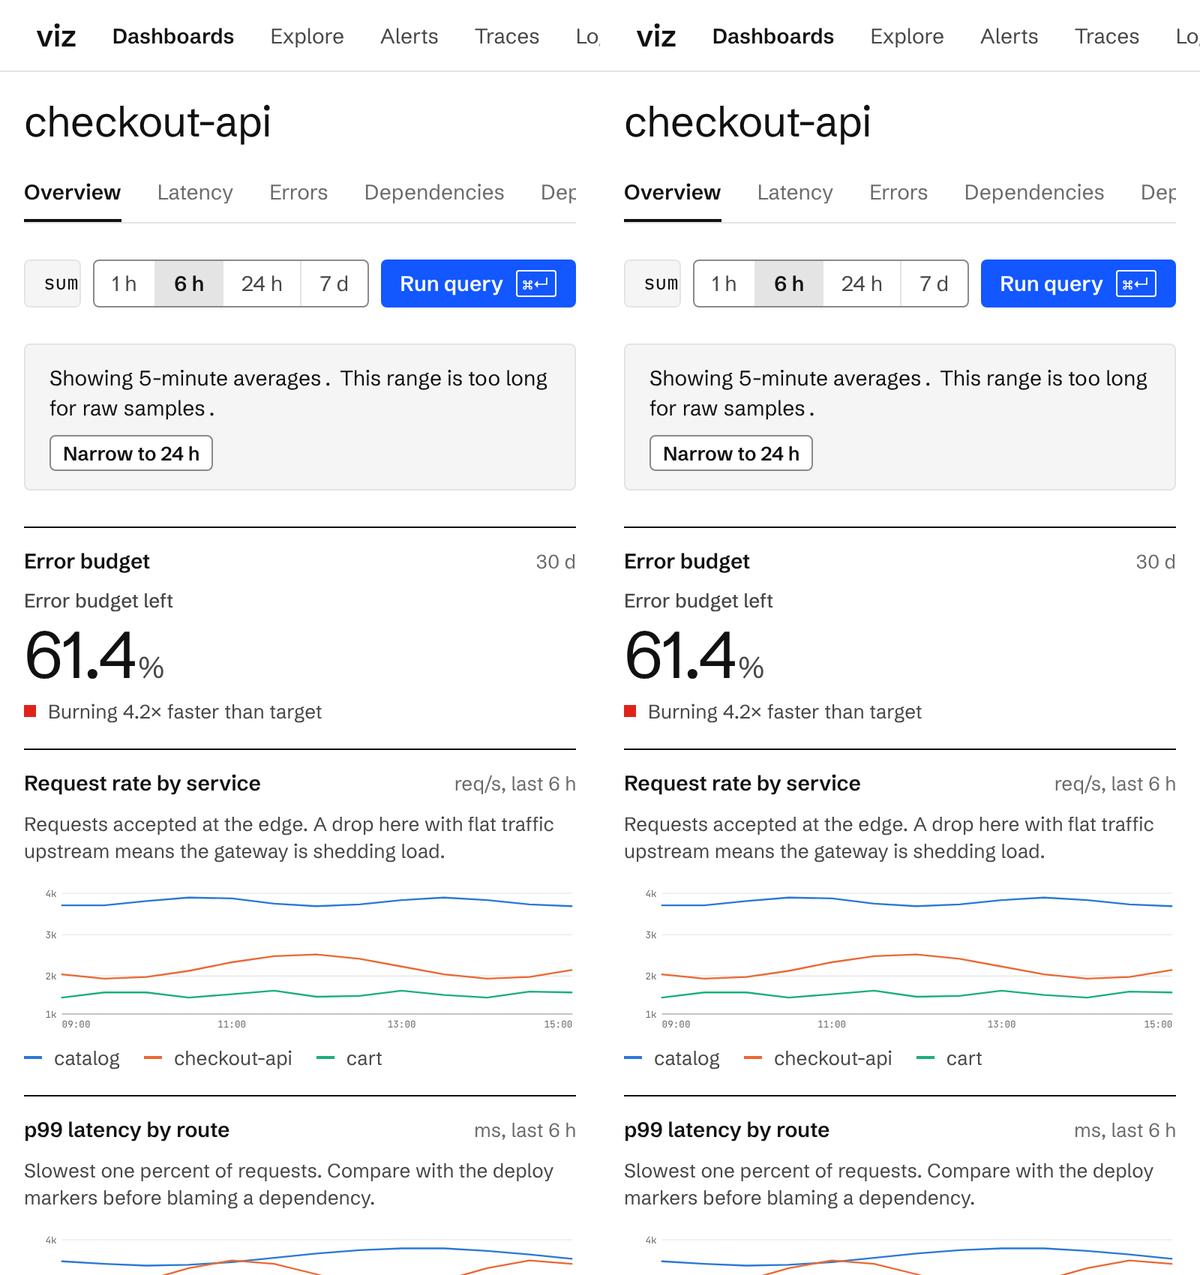 viz Dashboards Explore Alerts Traces
checkout-api
Overview Latency Errors Dependencies Dep
sum 1 h 6 h 24 h 7 d Run query ⌘↵
Showing 5-minute averages. This range is too long
for raw samples.
Narrow to 24 h
Error budget 30 d
Error budget left
61.4%
Burning 4.2× faster than target
Request rate by service req/s, last 6 h
Requests accepted at the edge. A drop here with flat traffic
upstream means the gateway is shedding load.
4k
3k
2k
1k
09:00 11:00 13:00 15:00
catalog checkout-api cart
p99 latency by route ms, last 6 h
Slowest one percent of requests. Compare with the deploy
markers before blaming a dependency.
4k
viz Dashboards Explore Alerts Traces
checkout-api
Overview Latency Errors Dependencies Dep
sum 1 h 6 h 24 h 7 d Run query ⌘↵
Showing 5-minute averages. This range is too long
for raw samples.
Narrow to 24 h
Error budget 30 d
Error budget left
61.4%
Burning 4.2× faster than target
Request rate by service req/s, last 6 h
Requests accepted at the edge. A drop here with flat traffic
upstream means the gateway is shedding load.
4k
3k
2k
1k
09:00 11:00 13:00 15:00
catalog checkout-api cart
p99 latency by route ms, last 6 h
Slowest one percent of requests. Compare with the deploy
markers before blaming a dependency.
4k